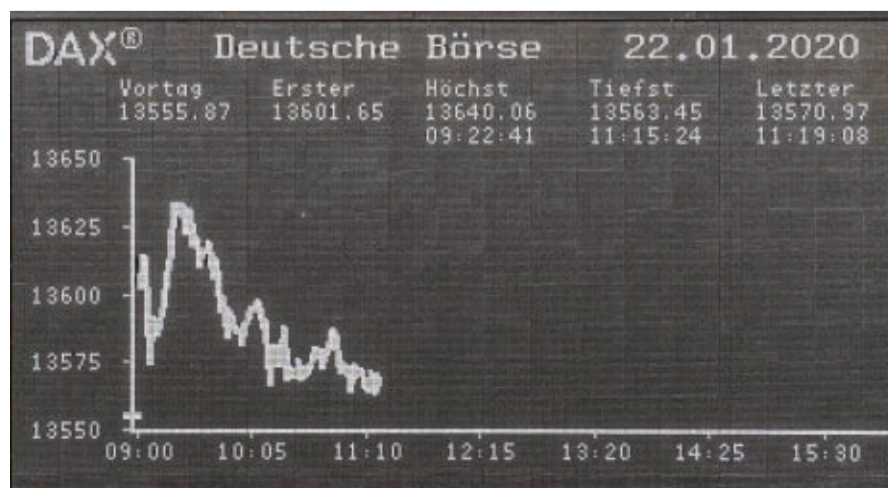 DAX® Deutsche Börse 22.01.2020
Vortag Erster Höchst Tiefst Letzter
13555.87 13601.65 13640.06 13563.45 13570.97
09:22:41 11:15:24 11:19:08
13650
13625
13600
13575
13550
09:00 10:05 11:10 12:15 13:20 14:25 15:30